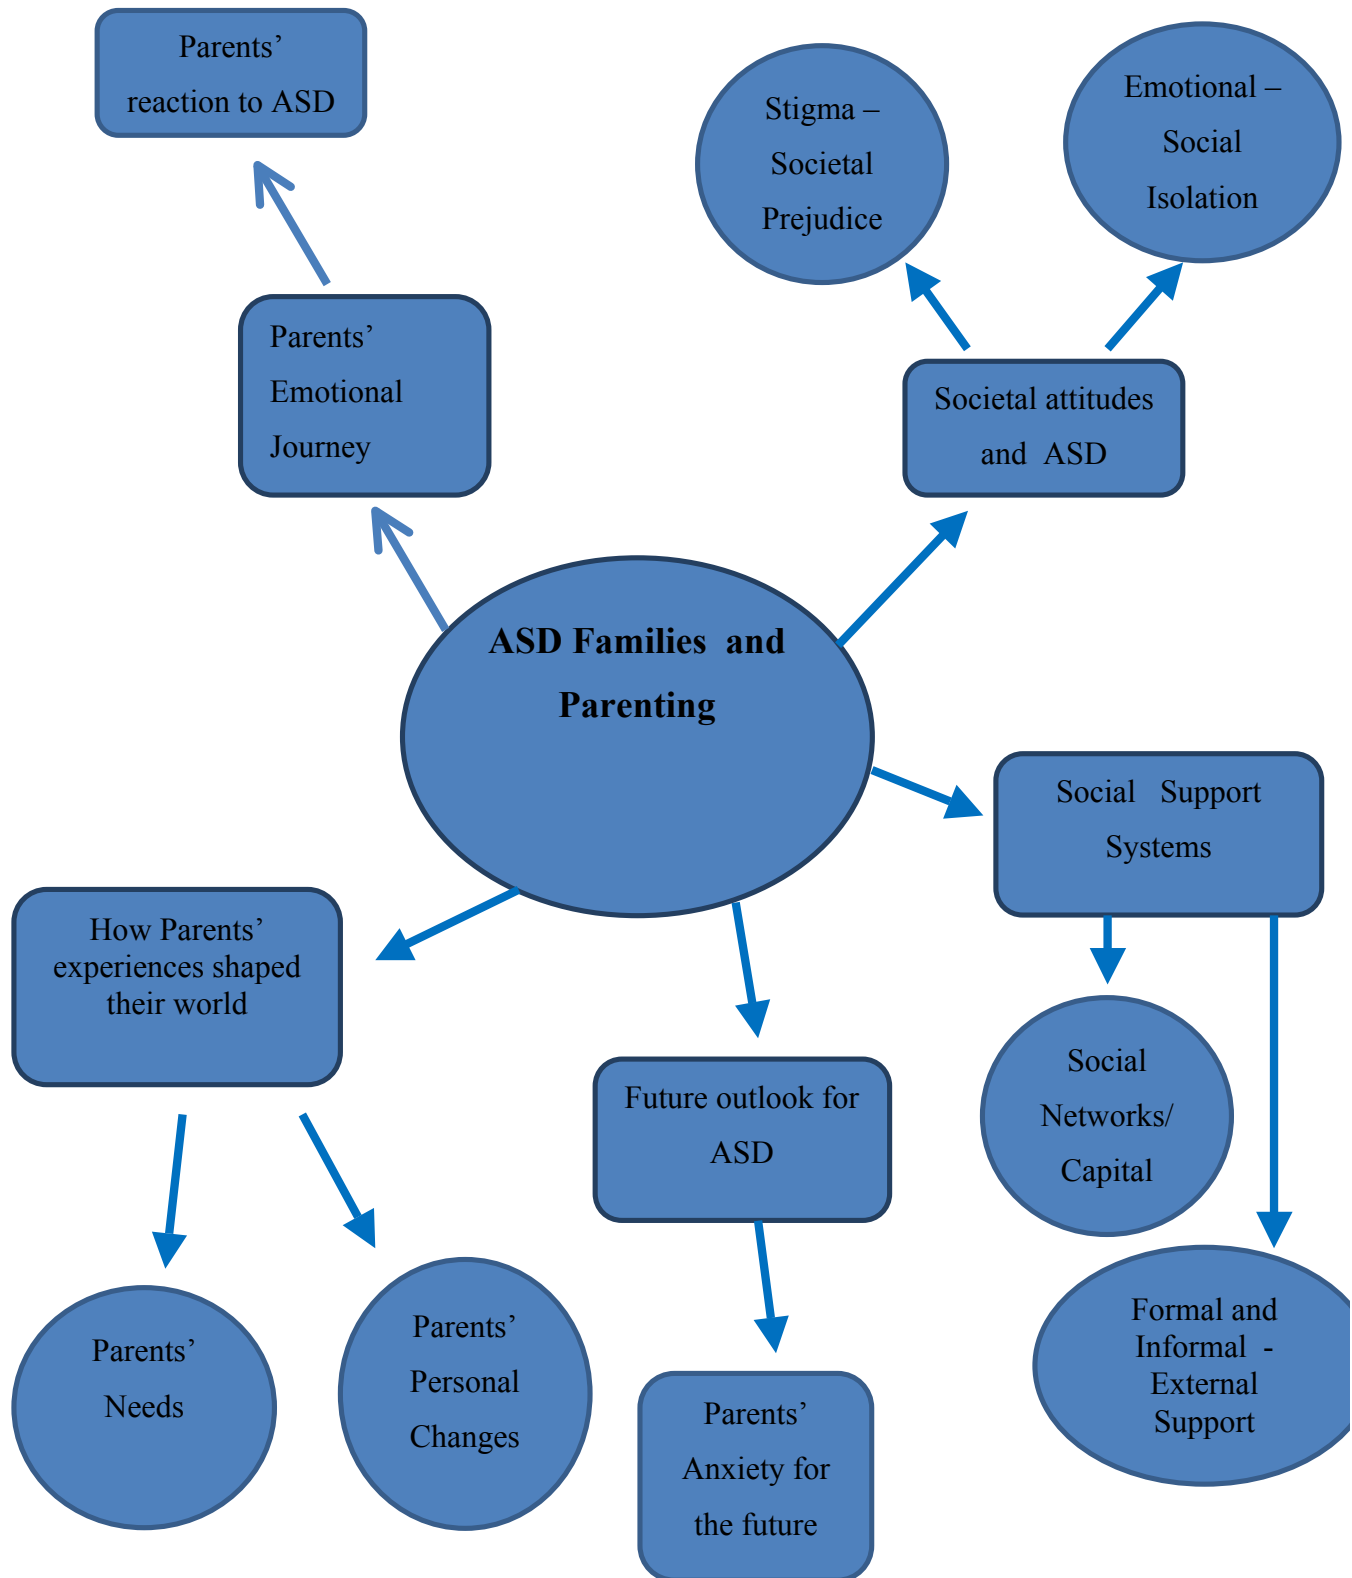 Parents’
reaction to ASD
Stigma –
Societal
Prejudice
Emotional –
Social
Isolation
Parents’
Emotional
Journey
Societal attitudes
and ASD
ASD Families and
Parenting
Social Support
Systems
How Parents’
experiences shaped
their world
Future outlook for
ASD
Social
Networks/
Capital
Parents’
Needs
Parents’
Personal
Changes
Parents’
Anxiety for
the future
Formal and
Informal -
External
Support